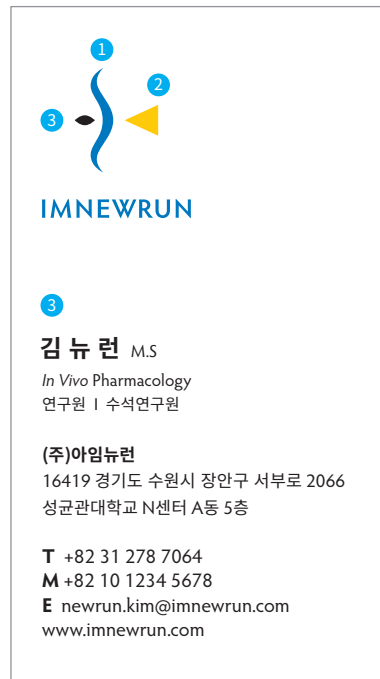 1
2
3
IMNEWRUN
3
김 뉴 런 M.S
In Vivo Pharmacology
연구원 I 수석연구원
(주)아임뉴런
16419 경기도 수원시 장안구 서부로 2066
성균관대학교 N센터 A동 5층
T +82 31 278 7064
M +82 10 1234 5678
E newrun.kim@imnewrun.com
www.imnewrun.com